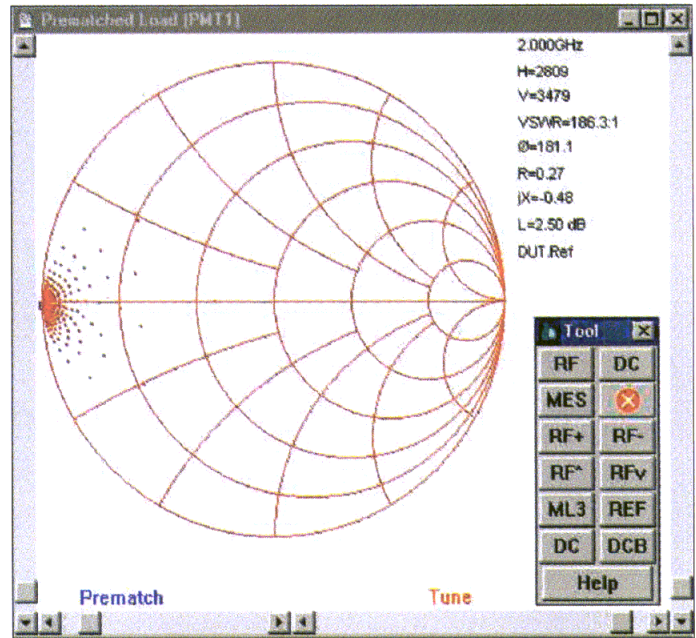 Prematched Load [PMT1]
2.000GHz
H=2809
V=3479
VSWR=186.3:1
Ø=181.1
R=0.27
jX=-0.48
L=2.50 dB
DUT.Ref
Tool
RF DC
MES
RF+ RF-
RF^ RFv
ML3 REF
DC DCB
Help
Prematch Tune